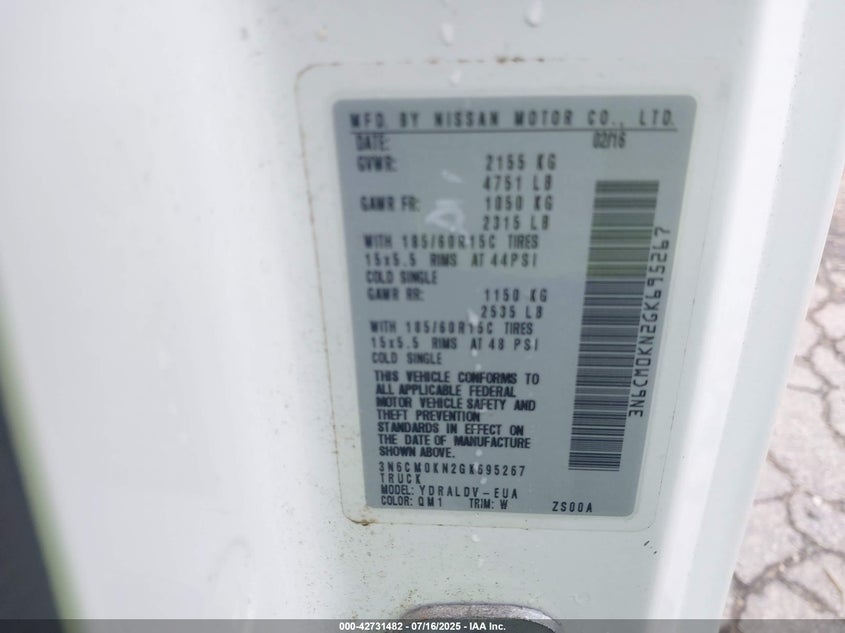 MFD. BY NISSAN MOTOR CO., LTD.
DATE: 02/16
GVWR: 2155 KG
4751 LB
GAWR FR: 1050 KG
2315 LB
WITH 185/60R15C TIRES
15x5.5 RIMS AT 44PSI
COLD SINGLE
GAWR RR: 1150 KG
2535 LB
WITH 185/60R15C TIRES
15x5.5 RIMS AT 48 PSI
COLD SINGLE
THIS VEHICLE CONFORMS TO
ALL APPLICABLE FEDERAL
MOTOR VEHICLE SAFETY AND
THEFT PREVENTION
STANDARDS IN EFFECT ON
THE DATE OF MANUFACTURE
SHOWN ABOVE.
3N6CM0KN2GK695267
TRUCK
MODEL: YDRALDV-EUA
COLOR: QM1 TRIM: W ZS00A
3N6CM0KN2GK695267
000-42731482 - 07/16/2025 - IAA Inc.